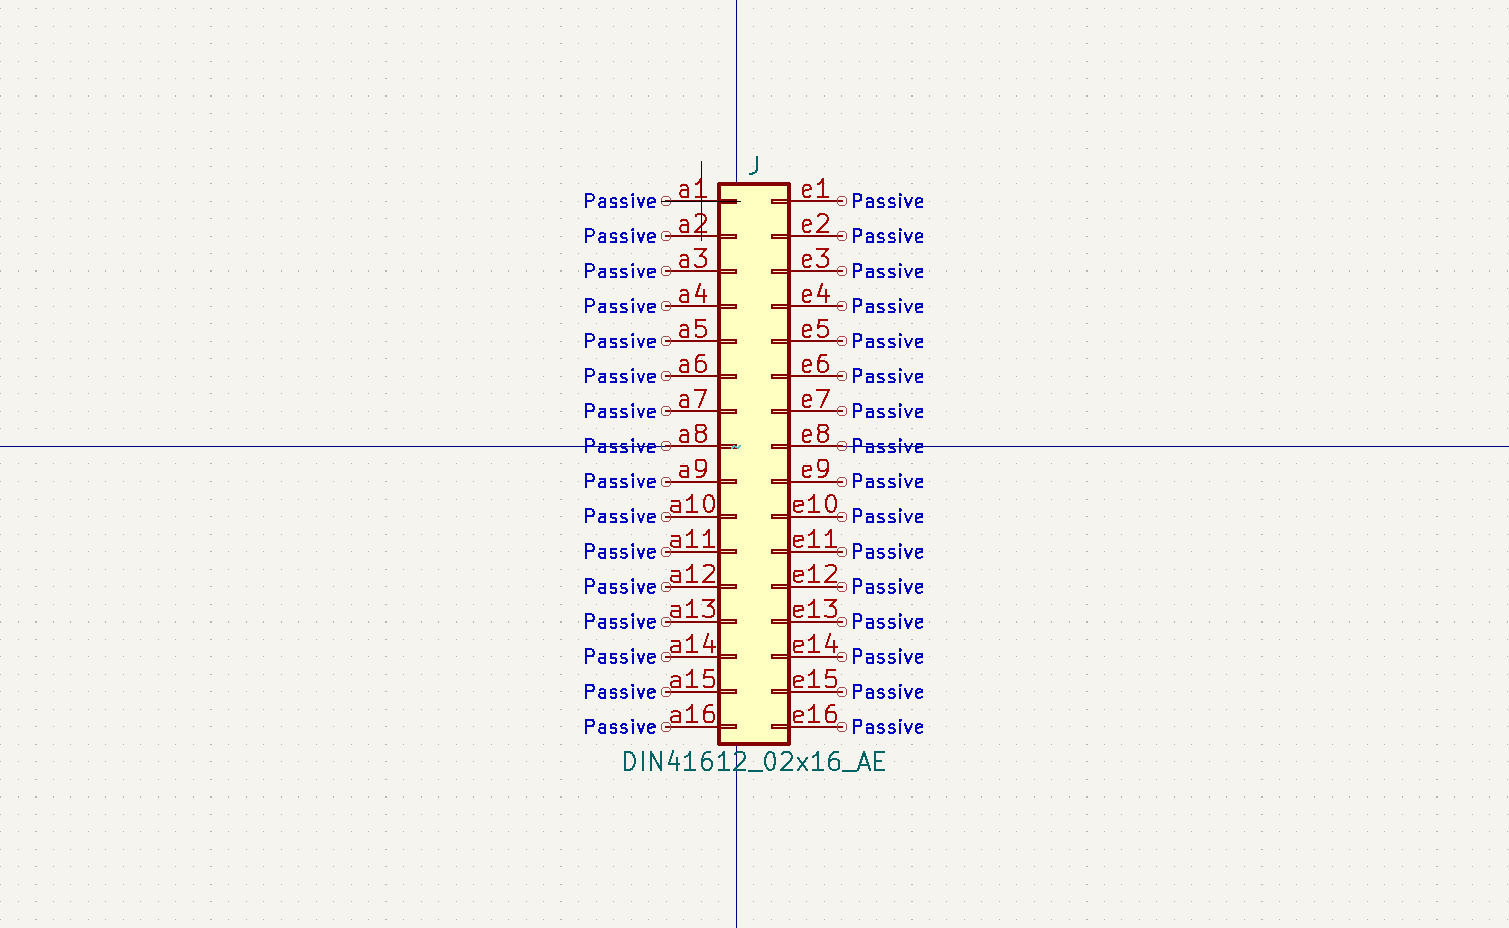 J
Passive a1 e1 Passive
Passive a2 e2 Passive
Passive a3 e3 Passive
Passive a4 e4 Passive
Passive a5 e5 Passive
Passive a6 e6 Passive
Passive a7 e7 Passive
Passive a8 e8 Passive
Passive a9 e9 Passive
Passive a10 e10 Passive
Passive a11 e11 Passive
Passive a12 e12 Passive
Passive a13 e13 Passive
Passive a14 e14 Passive
Passive a15 e15 Passive
Passive a16 e16 Passive
DIN41612_02x16_AE